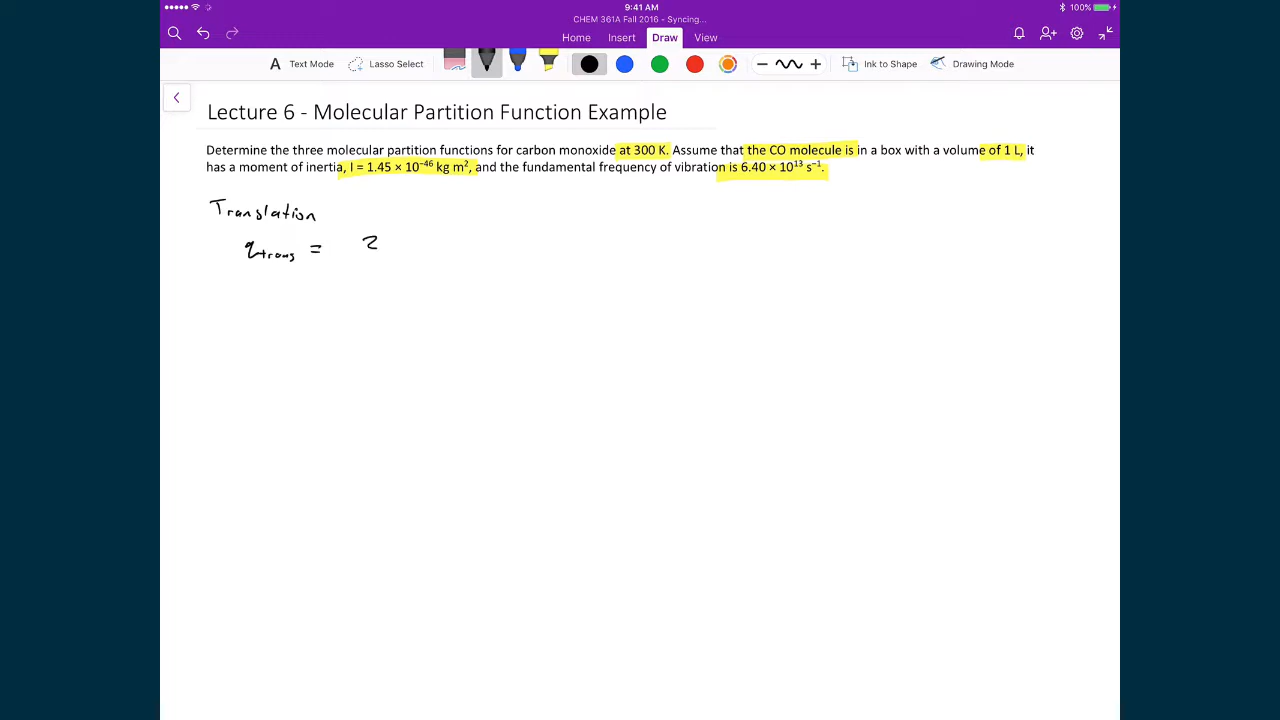 9:41 AM
100%
CHEM 361A Fall 2016 - Syncing...
Home Insert Draw View
A Text Mode Lasso Select Ink to Shape Drawing Mode
Lecture 6 - Molecular Partition Function Example
Determine the three molecular partition functions for carbon monoxide at 300 K. Assume that the CO molecule is in a box with a volume of 1 L, it
has a moment of inertia, I = 1.45 × 10⁻⁴⁶ kg m², and the fundamental frequency of vibration is 6.40 × 10¹³ s⁻¹.
Translation
q_trans = 2